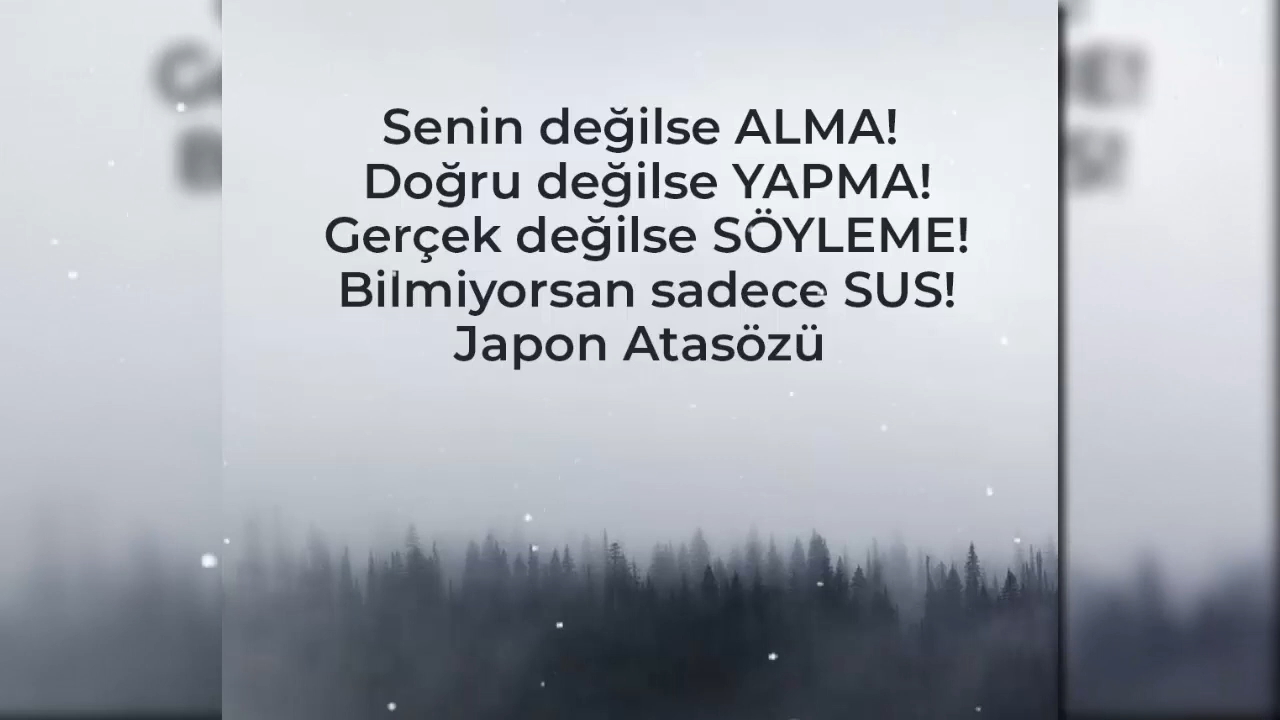 Senin değilse ALMA!
Doğru değilse YAPMA!
Gerçek değilse SÖYLEME!
Bilmiyorsan sadece SUS!
Japon Atasözü